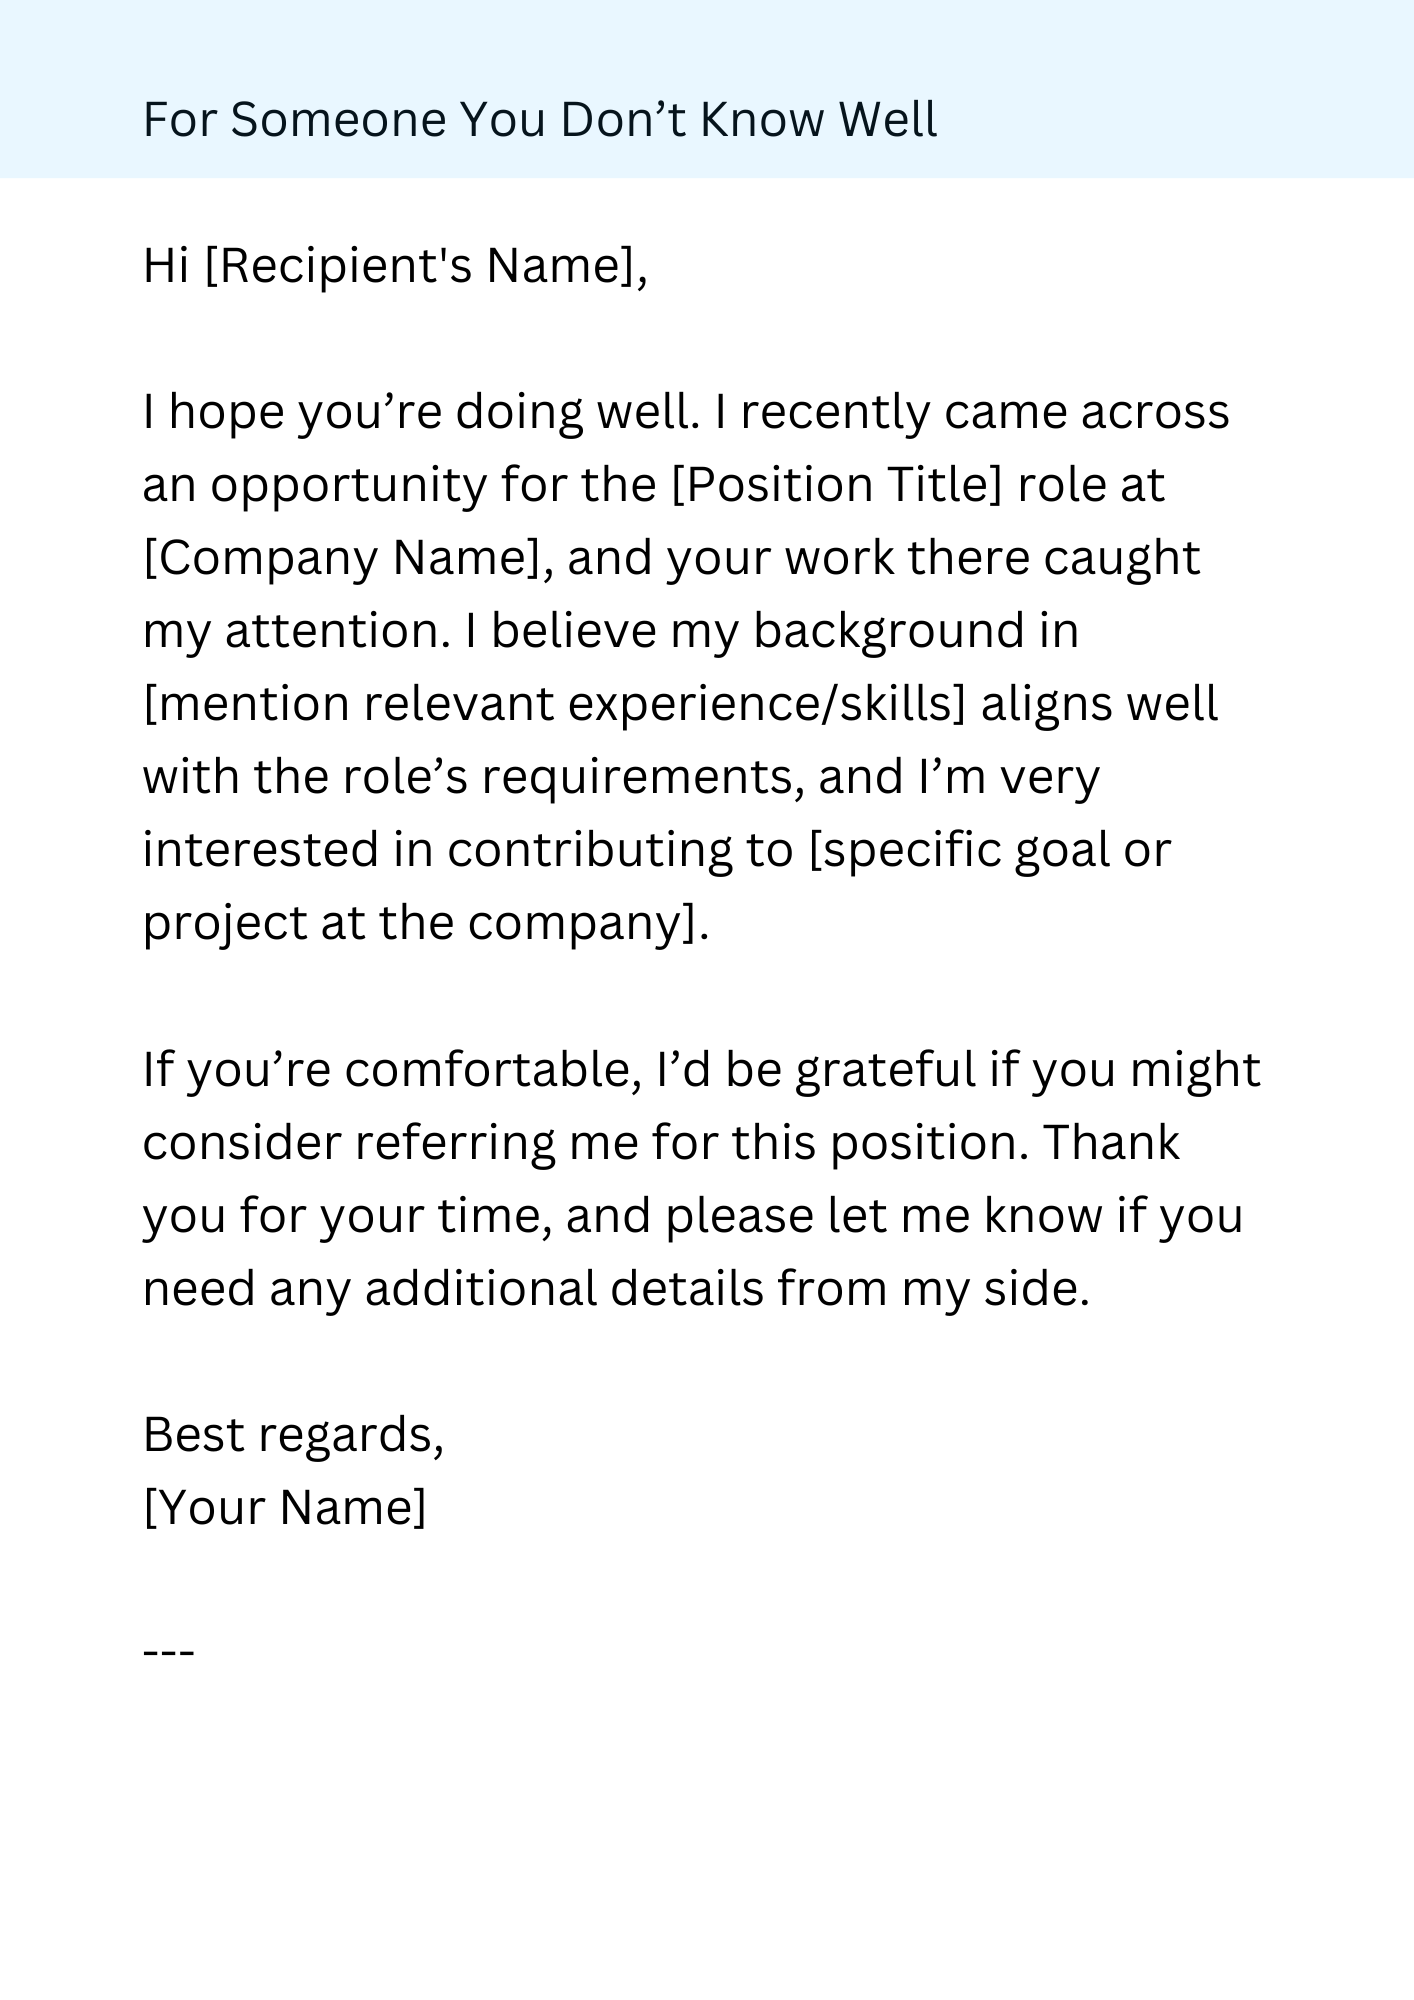 For Someone You Don’t Know Well
Hi [Recipient's Name],
I hope you’re doing well. I recently came across
an opportunity for the [Position Title] role at
[Company Name], and your work there caught
my attention. I believe my background in
[mention relevant experience/skills] aligns well
with the role’s requirements, and I’m very
interested in contributing to [specific goal or
project at the company].
If you’re comfortable, I’d be grateful if you might
consider referring me for this position. Thank
you for your time, and please let me know if you
need any additional details from my side.
Best regards,
[Your Name]
---